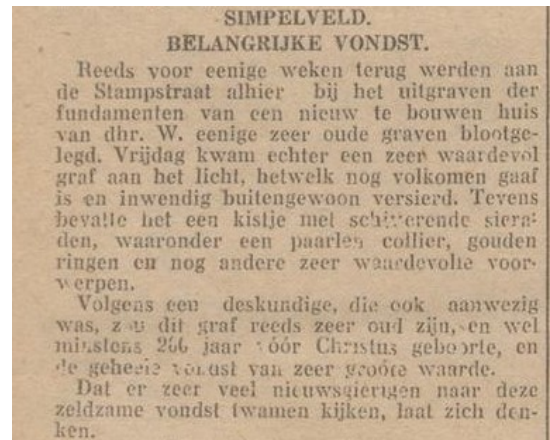 SIMPELVELD.
BELANGRIJKE VONDST.
Reeds voor eenige weken terug werden aan
de Stampstraat alhier bij het uitgraven der
fundamenten van een nieuw te bouwen huis
van dhr. W. eenige zeer oude graven blootge-
legd. Vrijdag kwam echter een zeer waardevol
graf aan het licht, hetwelk nog volkomen gaaf
is en inwendig buitengewoon versierd. Tevens
bevatte het een kistje met schitterende siera-
den, waaronder een paarlen collier, gouden
ringen en nog andere zeer waardevolle voor-
werpen.
Volgens een deskundige, die ook aanwezig
was, zou dit graf reeds zeer oud zijn, en wel
minstens 200 jaar vóór Christus geboorte, en
de geheele vondst van zeer groote waarde.
Dat er zeer veel nieuwsgierigen naar deze
zeldzame vondst kwamen kijken, laat zich den-
ken.